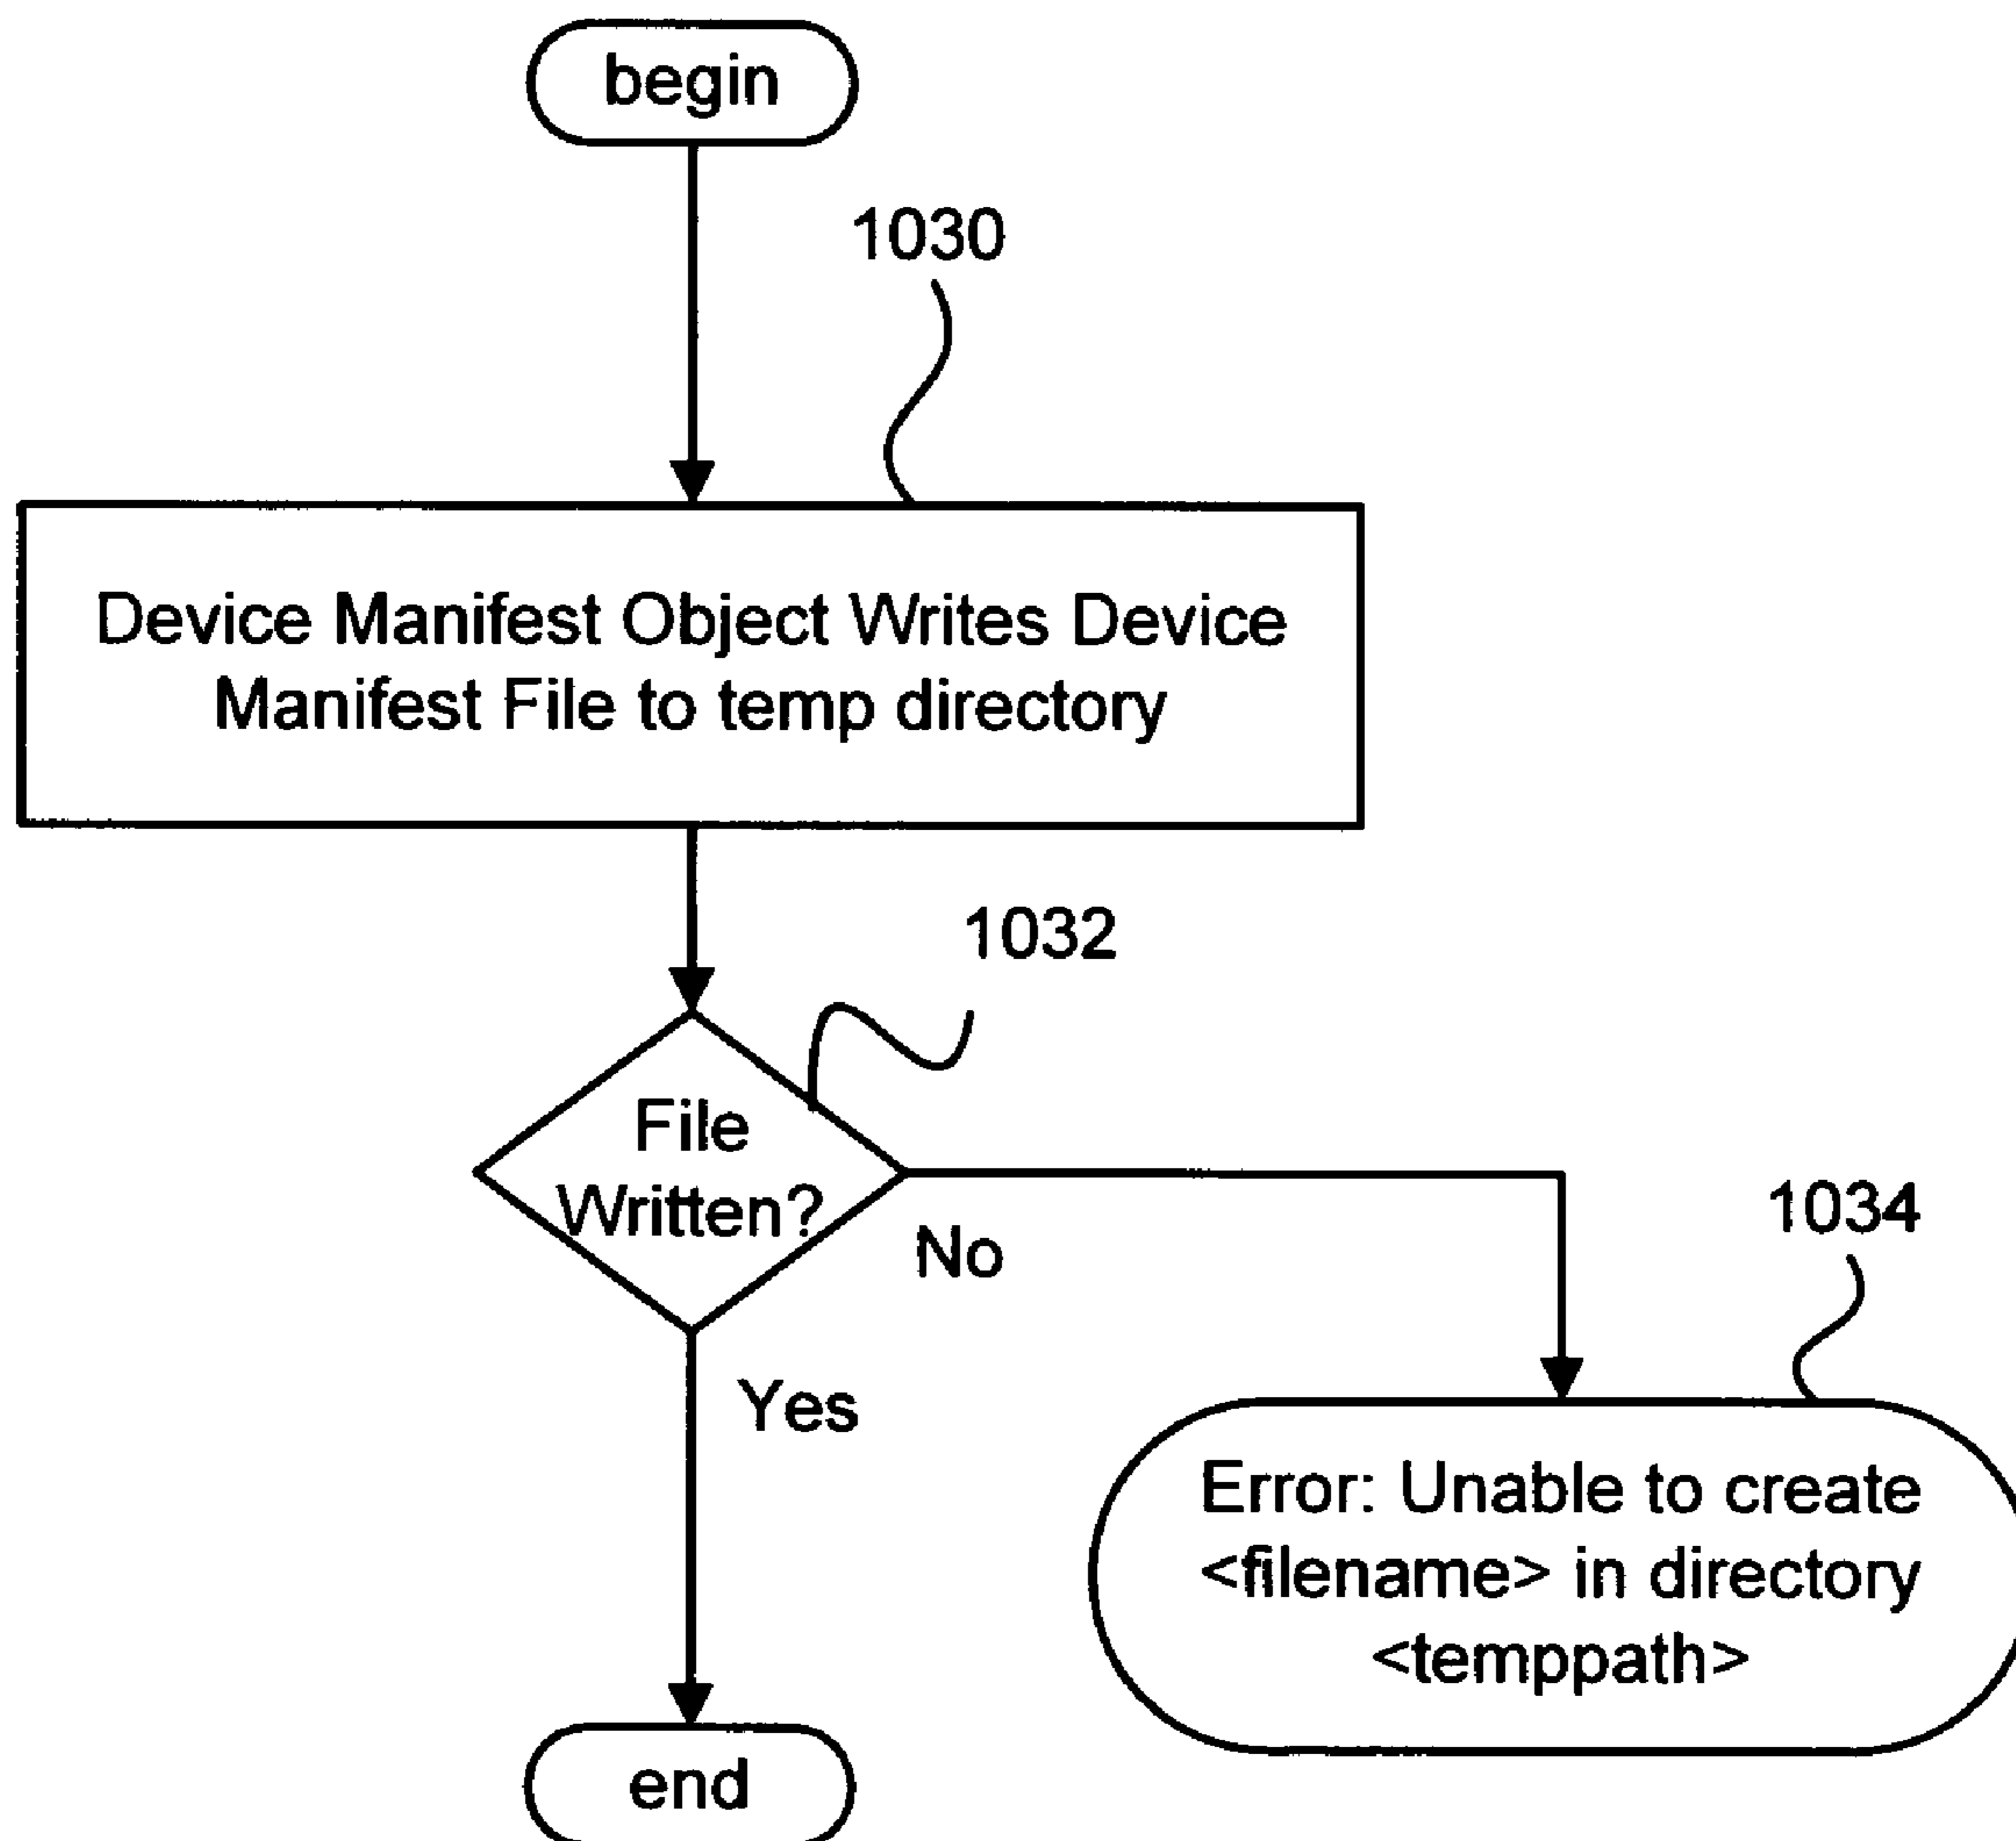 begin
1030
Device Manifest Object Writes Device
Manifest File to temp directory
1032
File
Written?
No
1034
Yes
Error: Unable to create
<filename> in directory
<temppath>
end